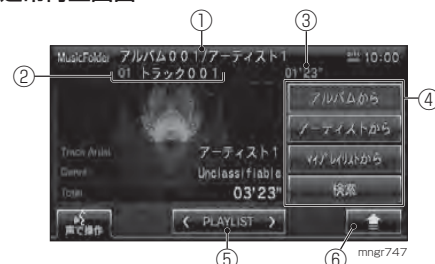 ① ③
MusicFolder アルバム001/アーティスト1 10:00
② 01 トラック001 01'23"
アルバムから ④
アーティストから
マイプレイリストから
検索
Track Artist アーティスト1
Genre Unclassifiable
Total 03'23"
声で操作 PLAYLIST
⑤ ⑥ mngr747